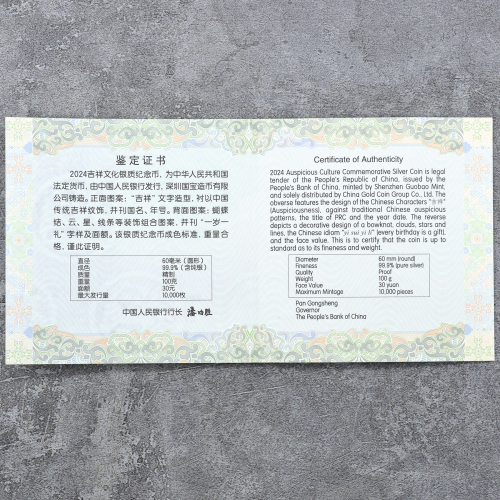 鉴定证书
2024吉祥文化银质纪念币，为中华人民共和国
法定货币，由中国人民银行发行，深圳国宝造币有限
公司铸造。正面图案：“吉祥”文字造型，衬以中国
传统吉祥纹饰，并刊国名、年号。背面图案：蝴蝶
结、云、星、线条等装饰组合图案，并刊“一岁一
礼”字样及面额。该银质纪念币成色标准，重量合
格，谨此证明。
直径 60毫米（圆形）
成色 99.9%（含纯银）
质量 精制
重量 100克
面额 30元
最大发行量 10,000枚
中国人民银行行长 潘功胜
Certificate of Authenticity
2024 Auspicious Culture Commemorative Silver Coin is legal
tender of the People's Republic of China, issued by the
People's Bank of China, minted by Shenzhen Guobao Mint,
and solely distributed by China Gold Coin Group Co., Ltd. The
obverse features the design of the Chinese Characters "吉祥"
(Auspiciousness), against traditional Chinese auspicious
patterns, the title of PRC and the year date. The reverse
depicts a decorative design of a bowknot, clouds, stars and
lines, the Chinese idiom "yi sui yi li" (every birthday is a gift),
and the face value. This is to certify that the coin is up to
standard as to its fineness and weight.
Diameter 60 mm (round)
Fineness 99.9% (pure silver)
Quality Proof
Weight 100 g
Face Value 30 yuan
Maximum Mintage 10,000 pieces
Pan Gongsheng
Governor
The People's Bank of China